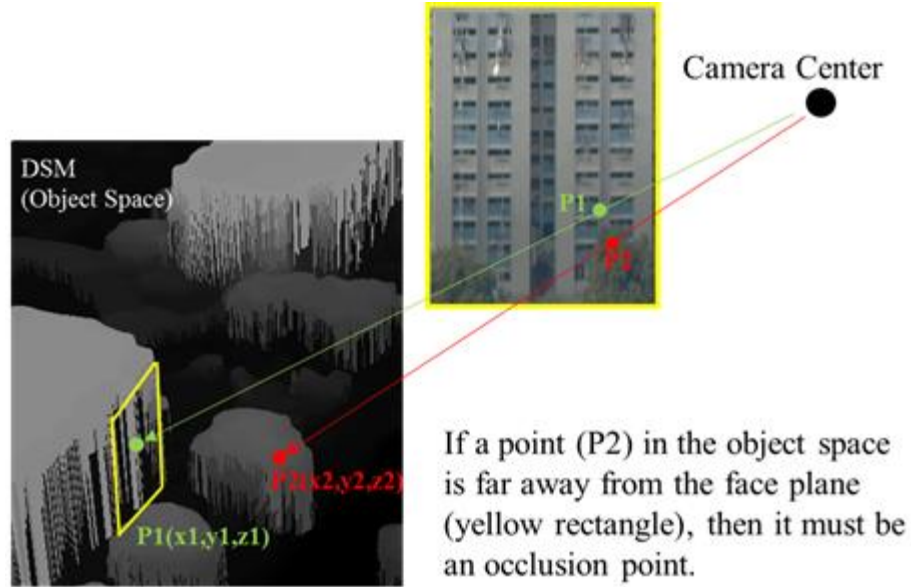 Camera Center
DSM
(Object Space)
P1
P2
P2(x2,y2,z2)
P1(x1,y1,z1)
If a point (P2) in the object space
is far away from the face plane
(yellow rectangle), then it must be
an occlusion point.